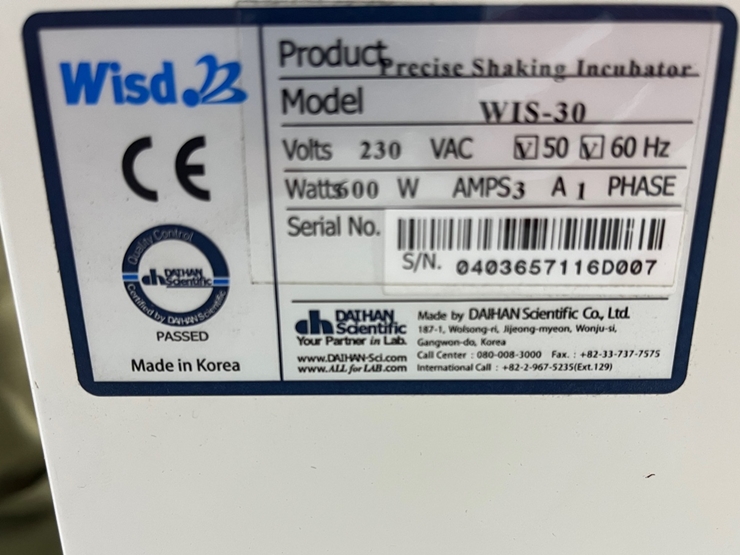 Wisd.
Product Precise Shaking Incubator
Model WIS-30
Volts 230 VAC V 50 V 60 Hz
Watts 600 W AMPS 3 A 1 PHASE
Serial No.
S/N. 0403657116D007
CE
Quality Control
dh DAIHAN Scientific
Certified by DAIHAN Scientific
PASSED
Made in Korea
dh DAIHAN Scientific
Your Partner in Lab.
www.DAIHAN-Sci.com
www.ALL for LAB.com
Made by DAIHAN Scientific Co., Ltd.
187-1, Wolsong-ri, Jijeong-myeon, Wonju-si,
Gangwon-do, Korea
Call Center : 080-008-3000 Fax. : +82-33-737-7575
International Call : +82-2-967-5235(Ext.129)